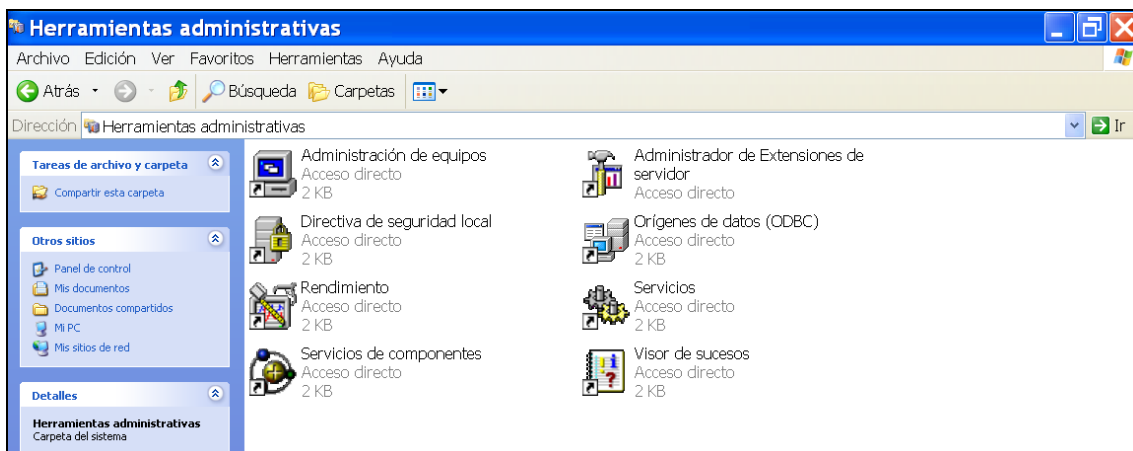 Herramientas administrativas
Archivo Edición Ver Favoritos Herramientas Ayuda
Atrás Búsqueda Carpetas
Dirección Herramientas administrativas Ir
Tareas de archivo y carpeta
Compartir esta carpeta
Otros sitios
Panel de control
Mis documentos
Documentos compartidos
Mi PC
Mis sitios de red
Detalles
Herramientas administrativas
Carpeta del sistema
Administración de equipos
Acceso directo
2 KB
Administrador de Extensiones de
servidor
Acceso directo
Directiva de seguridad local
Acceso directo
2 KB
Orígenes de datos (ODBC)
Acceso directo
2 KB
Rendimiento
Acceso directo
2 KB
Servicios
Acceso directo
2 KB
Servicios de componentes
Acceso directo
2 KB
Visor de sucesos
Acceso directo
2 KB